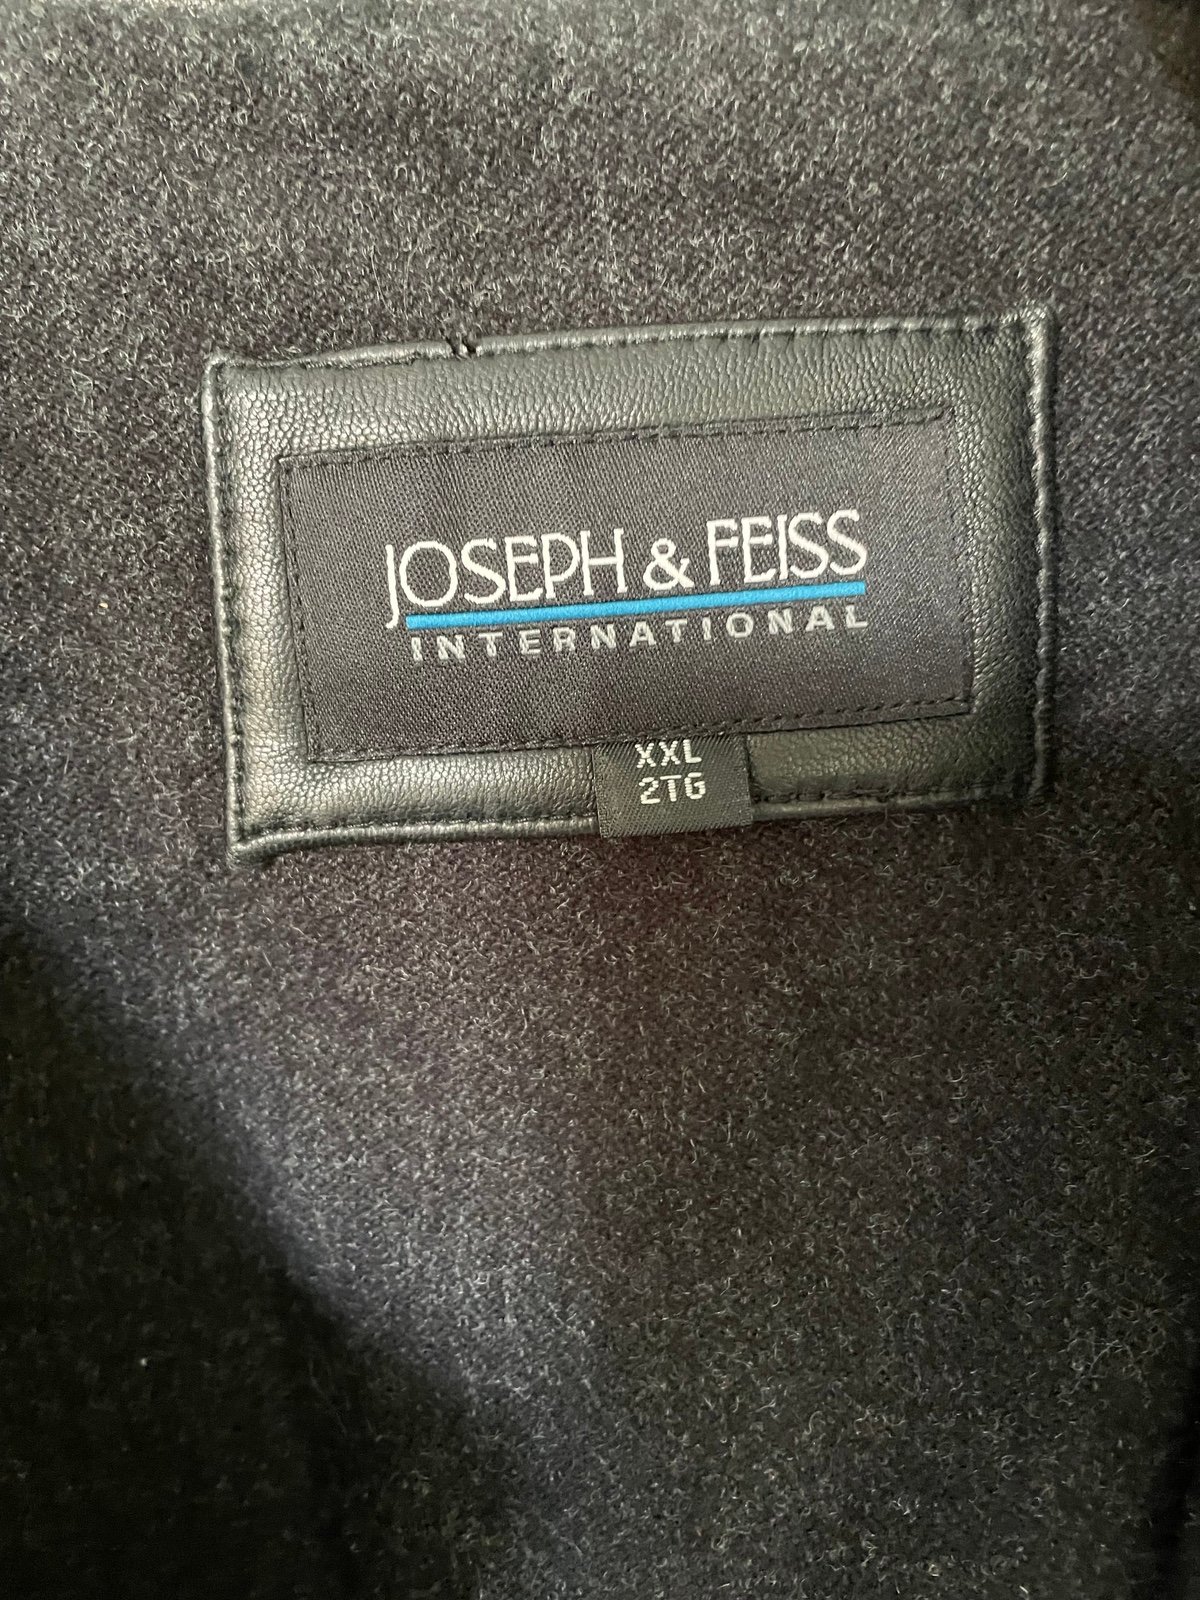 JOSEPH & FEISS
INTERNATIONAL
XXL
2TG